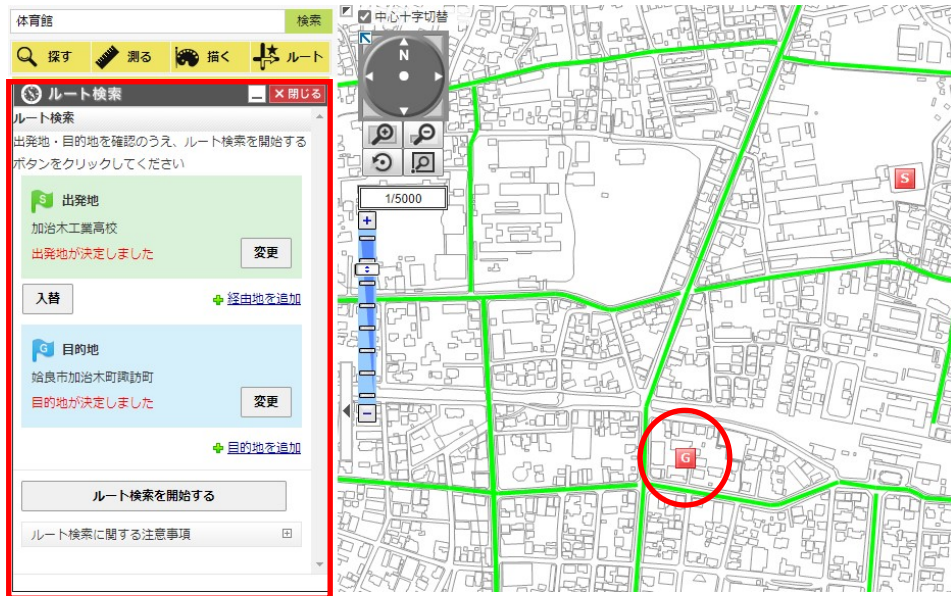 体育館
検索
探す
測る
描く
ルート
ルート検索
×閉じる
ルート検索
出発地・目的地を確認のうえ、ルート検索を開始する
ボタンをクリックしてください
S 出発地
加治木工業高校
出発地が決定しました
変更
入替
経由地を追加
G 目的地
姶良市加治木町諏訪町
目的地が決定しました
変更
目的地を追加
ルート検索を開始する
ルート検索に関する注意事項
中心十字切替
N
1/5000
S
G